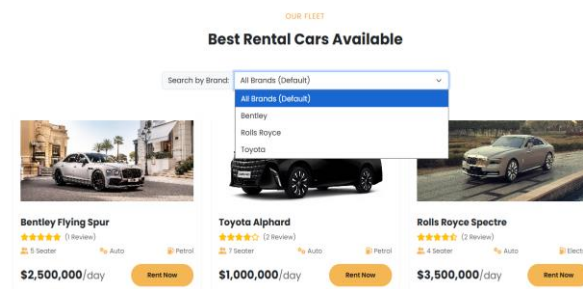 OUR FLEET
Best Rental Cars Available
Search by Brand: All Brands (Default)
All Brands (Default)
Bentley
Rolls Royce
Toyota
Bentley Flying Spur Toyota Alphard Rolls Royce Spectre
(1 Review) (2 Review) (2 Review)
5 Seater Auto Petrol 7 Seater Auto Petrol 4 Seater Auto Elect
$2,500,000/day Rent Now $1,000,000/day Rent Now $3,500,000/day Rent Now